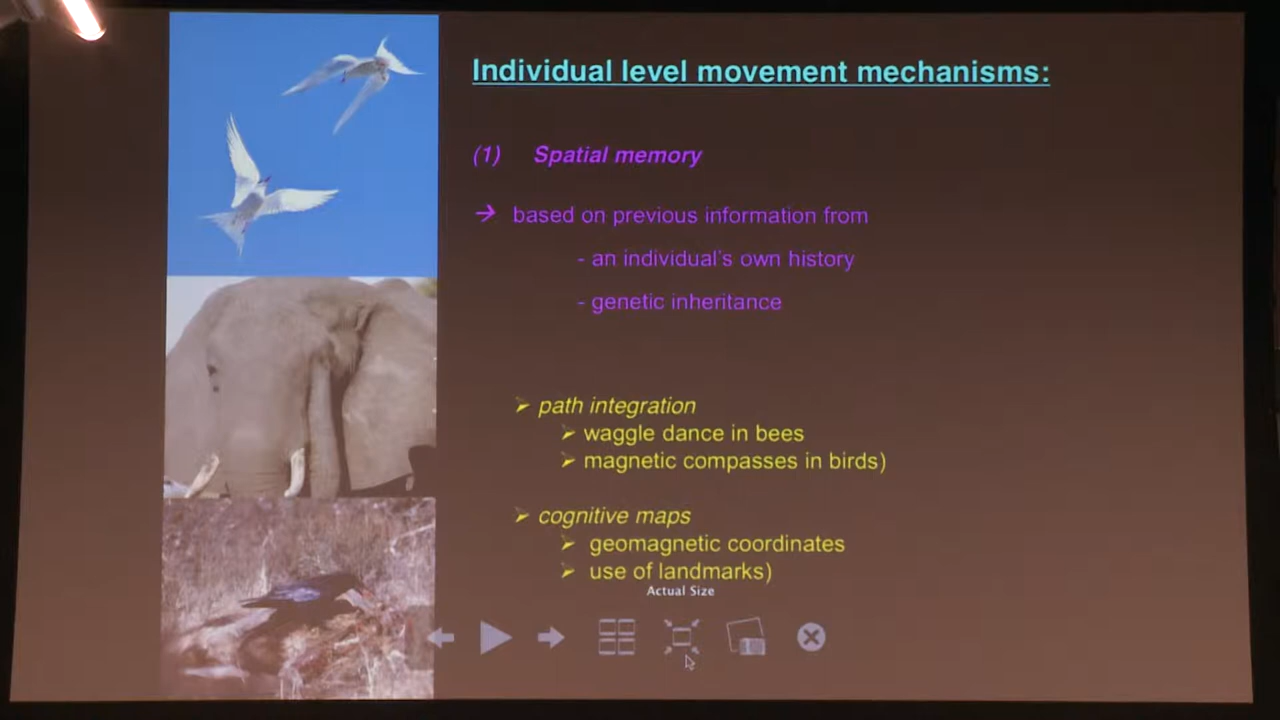 Individual level movement mechanisms:
(1) Spatial memory
→ based on previous information from
- an individual's own history
- genetic inheritance
➢ path integration
➢ waggle dance in bees
➢ magnetic compasses in birds)
➢ cognitive maps
➢ geomagnetic coordinates
➢ use of landmarks)
Actual Size